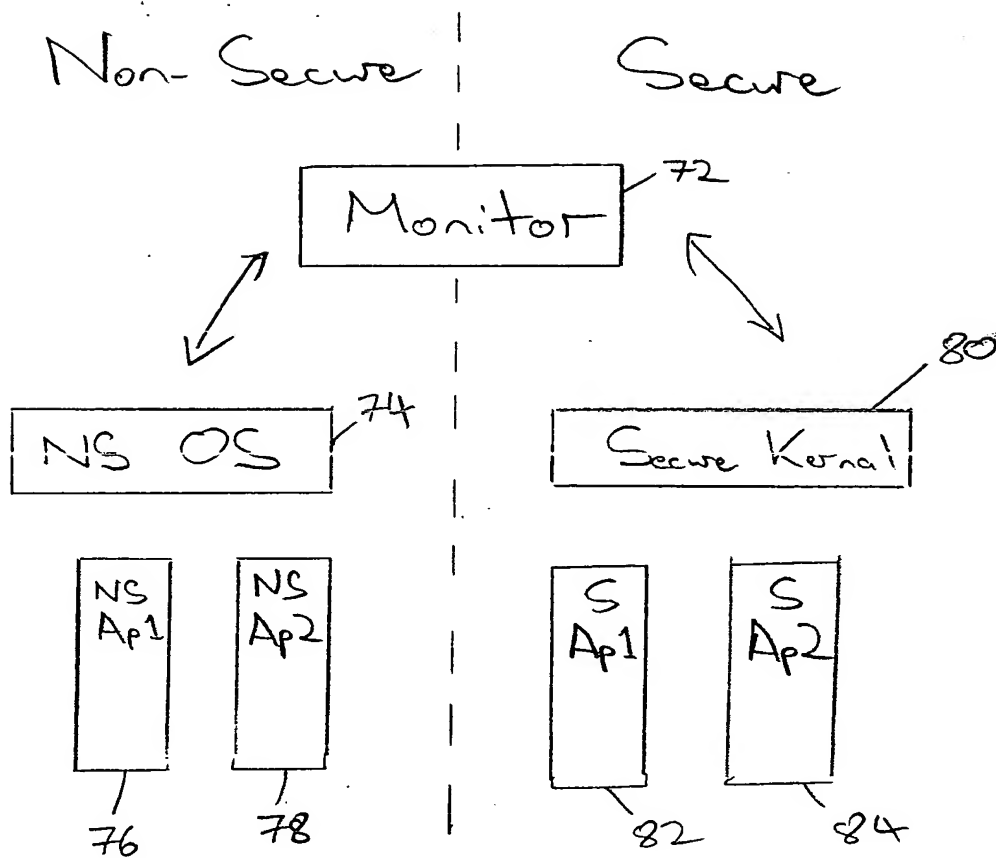 Non-Secure
Secure
Monitor
72
80
NS OS
74
Secure Kernal
NS
Ap1
NS
Ap2
S
Ap1
S
Ap2
76
78
82
84